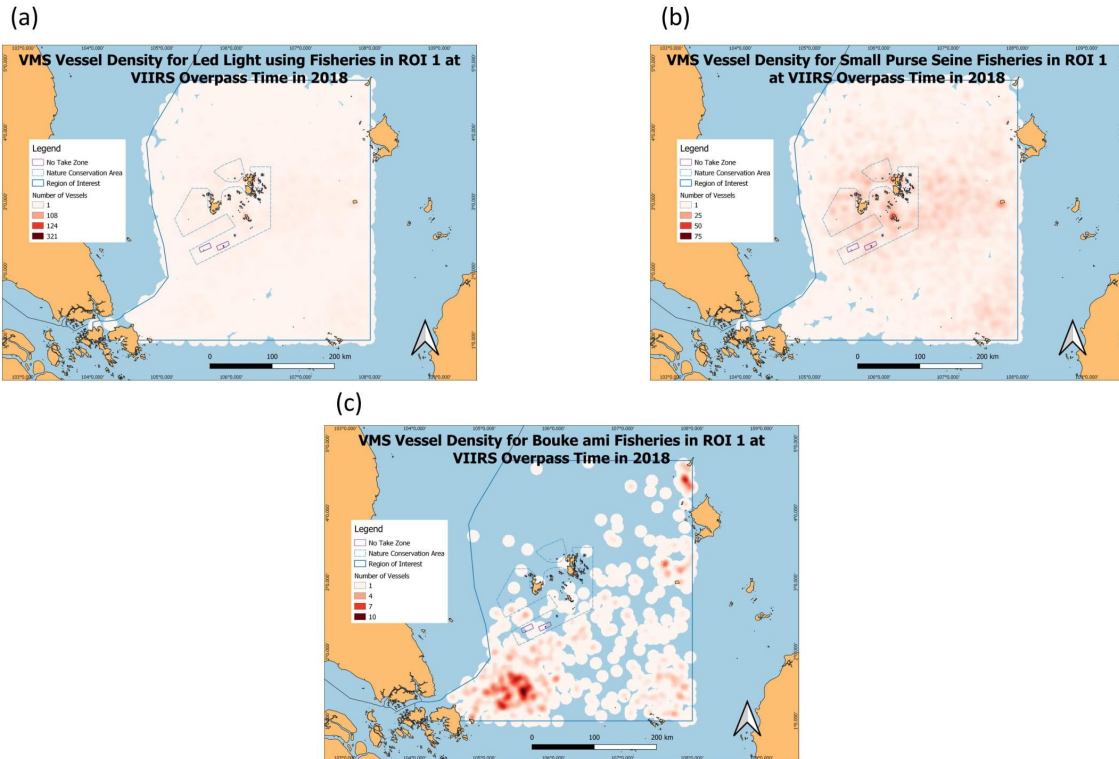 (a)
VMS Vessel Density for Led Light using Fisheries in ROI 1 at
VIIRS Overpass Time in 2018
Legend
No Take Zone
Nature Conservation Area
Region of Interest
Number of Vessels
1
108
124
321
0 100 200 km
(b)
VMS Vessel Density for Small Purse Seine Fisheries in ROI 1
at VIIRS Overpass Time in 2018
Legend
No Take Zone
Nature Conservation Area
Region of Interest
Number of Vessels
1
25
50
75
0 100 200 km
(c)
VMS Vessel Density for Bouke ami Fisheries in ROI 1 at
VIIRS Overpass Time in 2018
Legend
No Take Zone
Nature Conservation Area
Region of Interest
Number of Vessels
1
4
7
10
0 100 200 km